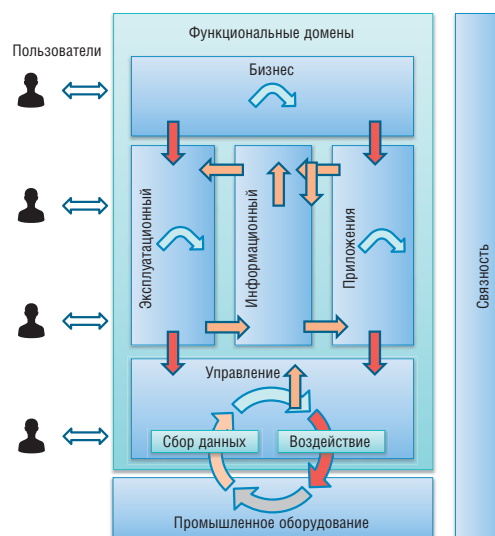 Функциональные домены
Пользователи
Бизнес
Эксплуатационный
Информационный
Приложения
Связность
Управление
Сбор данных
Воздействие
Промышленное оборудование